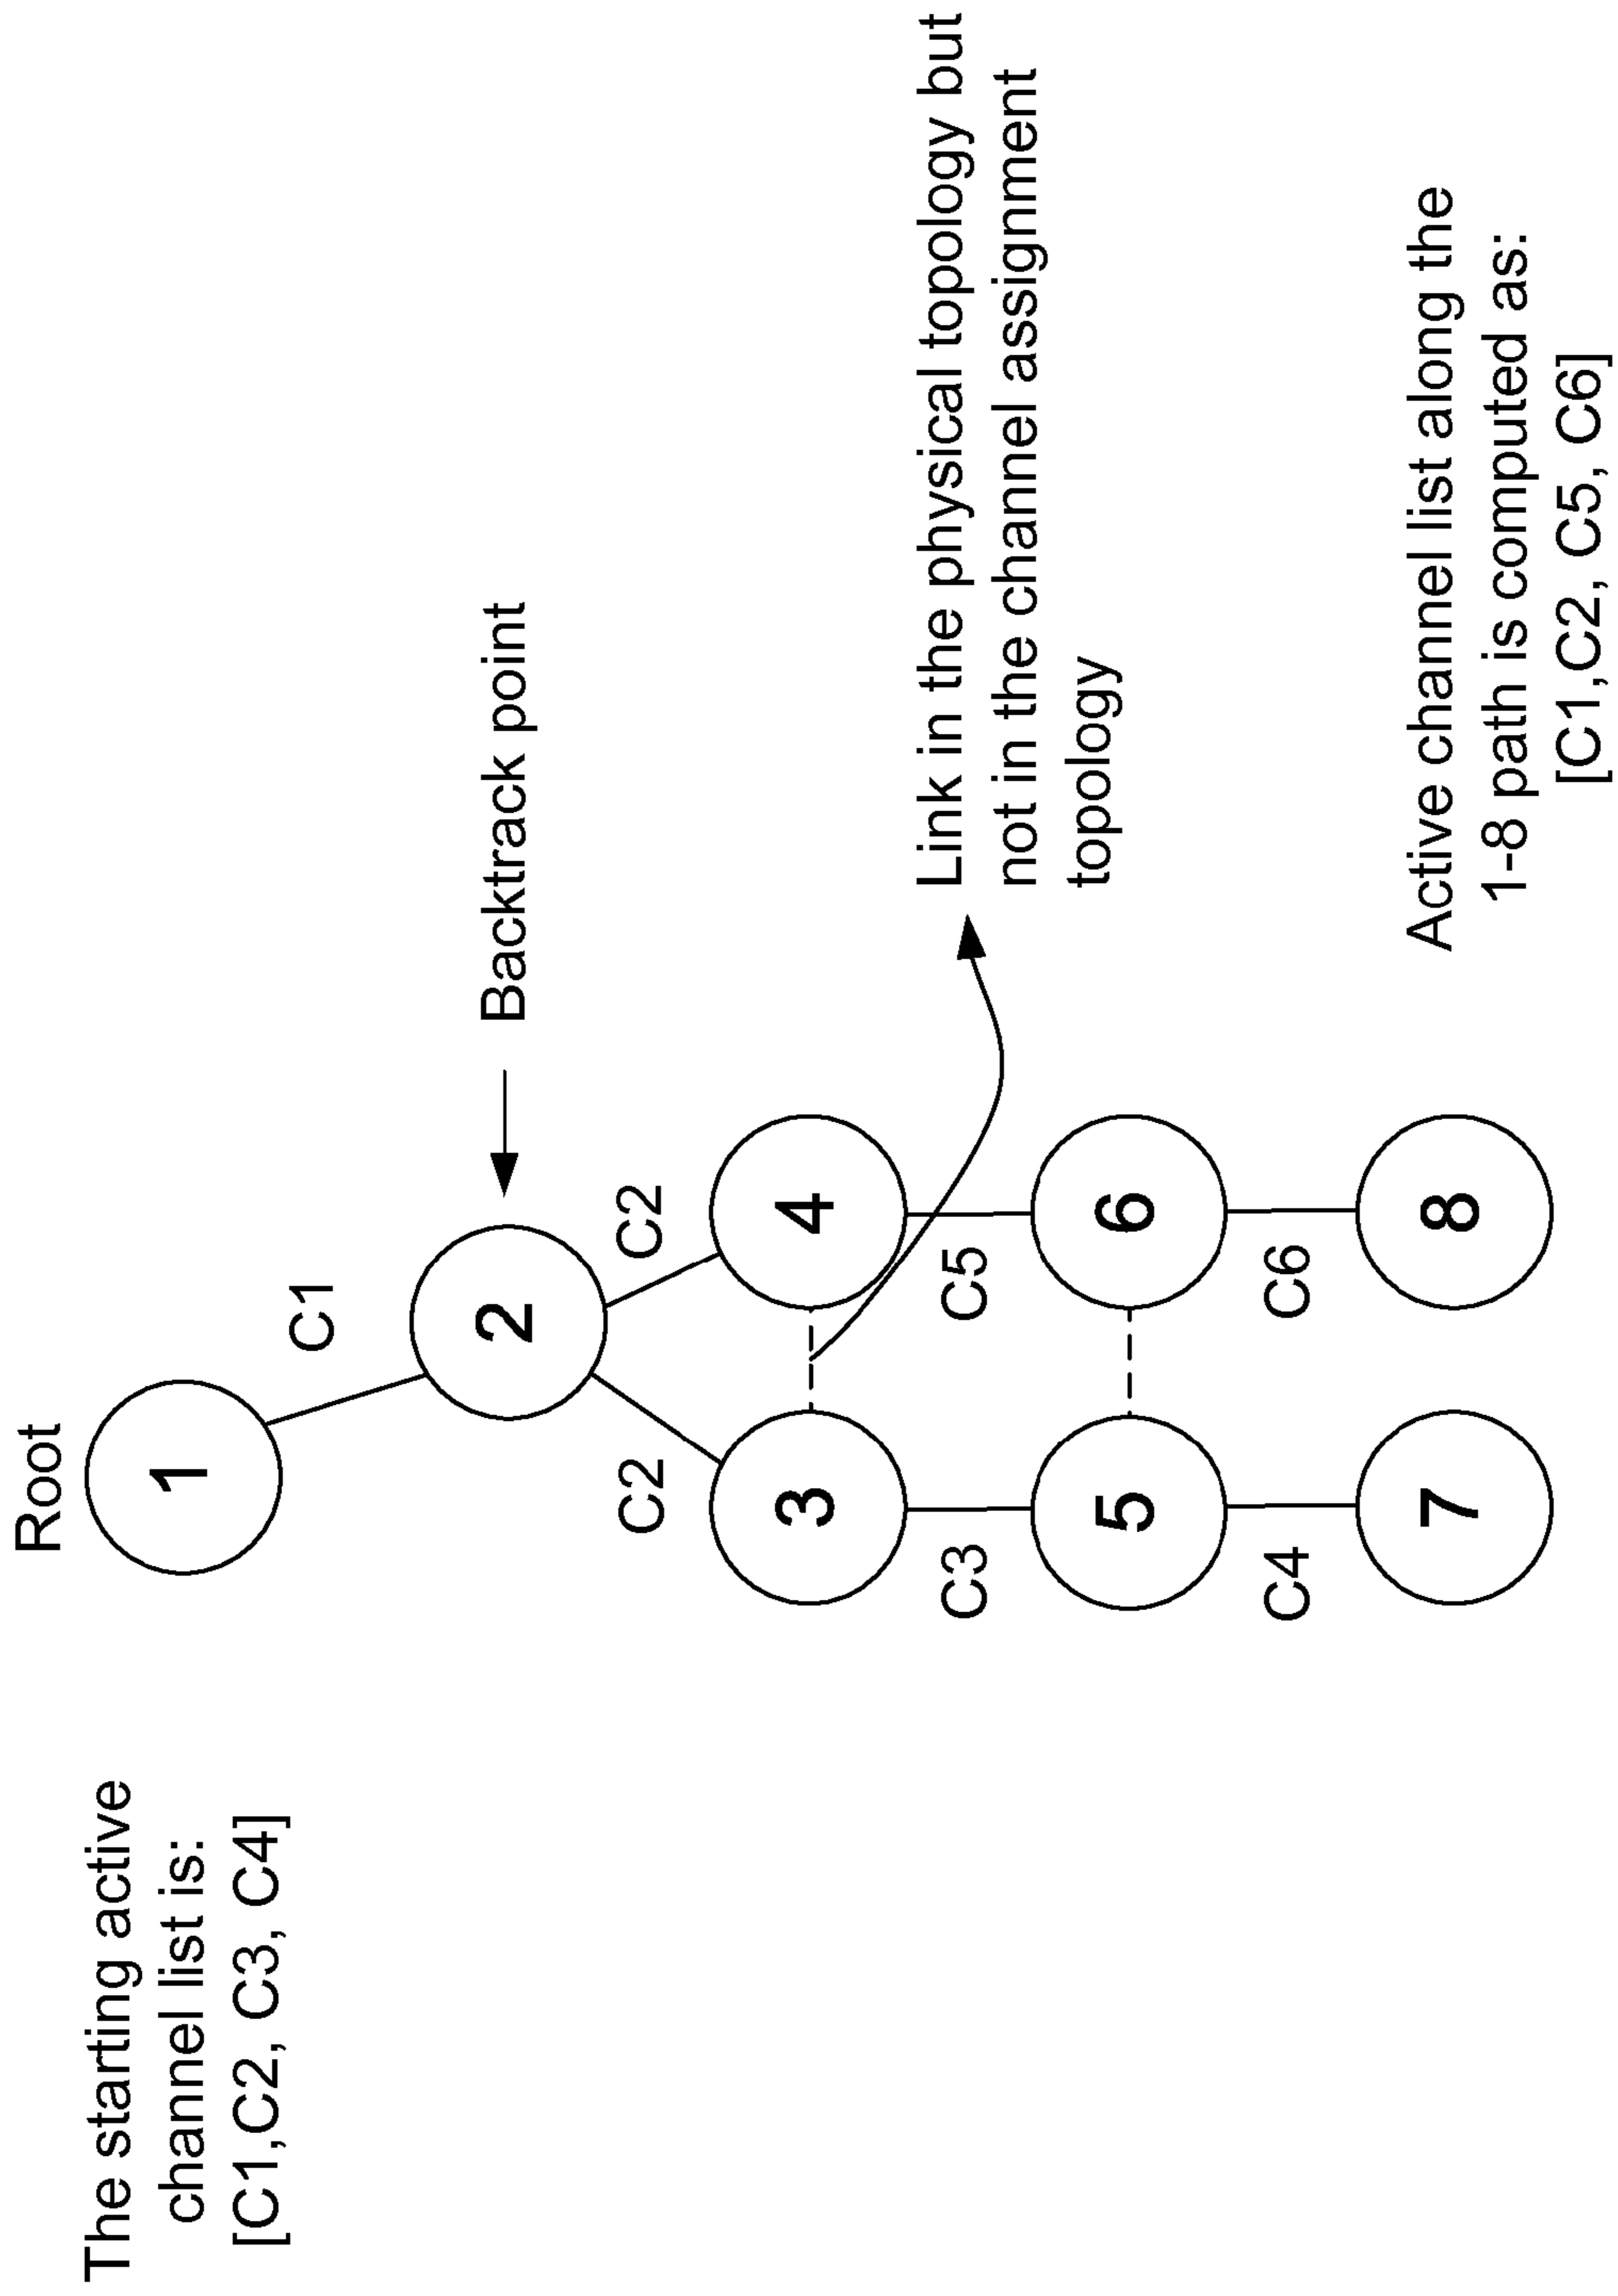 The starting active
channel list is:
[C1,C2, C3, C4]
Root
1
C1
2
Backtrack point
C2
C2
3
4
Link in the physical topology but
not in the channel assignment
topology
C3
C5
5
6
C4
C6
7
8
Active channel list along the
1-8 path is computed as:
[C1,C2, C5, C6]